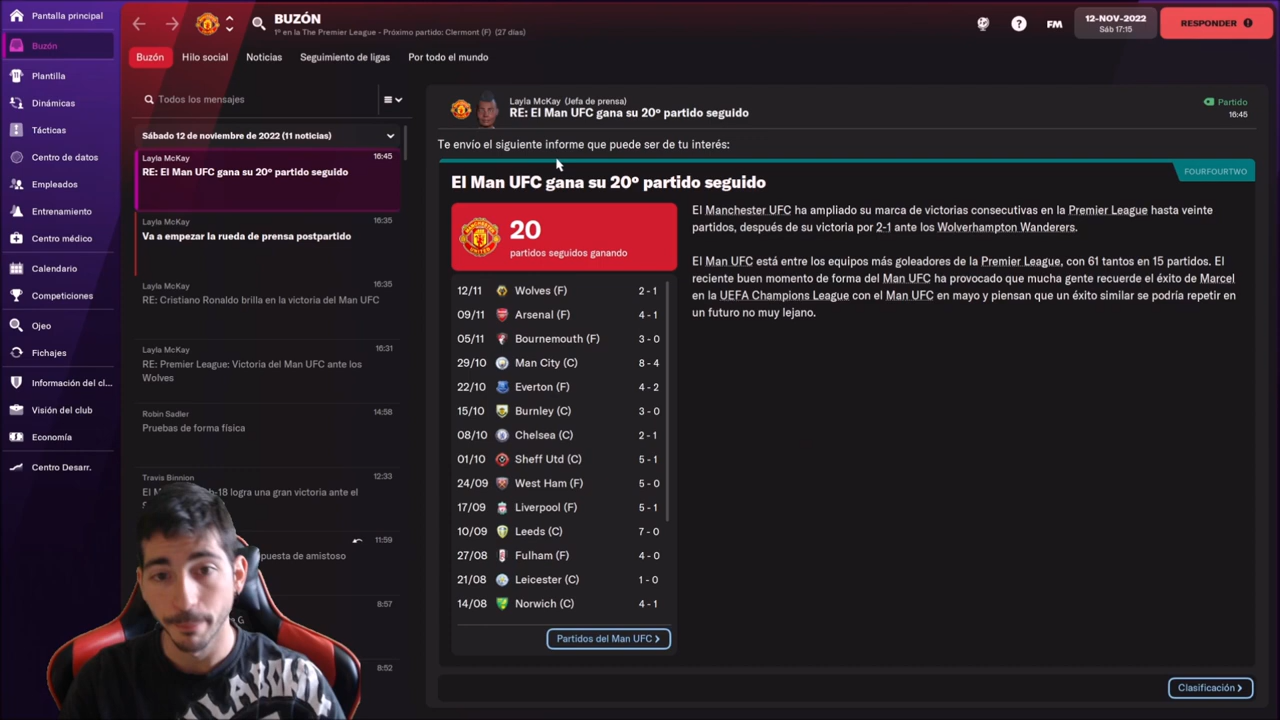 Pantalla principal
Buzón
Plantilla
Dinámicas
Tácticas
Centro de datos
Empleados
Entrenamiento
Centro médico
Calendario
Competiciones
Ojeo
Fichajes
Información del cl...
Visión del club
Economía
Centro Desarr.
BUZÓN
1º en la The Premier League - Próximo partido: Clermont (F) (27 días)
FM
12-NOV-2022
Sáb 17:15
RESPONDER
Buzón
Hilo social
Noticias
Seguimiento de ligas
Por todo el mundo
Todos los mensajes
Sábado 12 de noviembre de 2022 (11 noticias)
Layla McKay
16:45
RE: El Man UFC gana su 20º partido seguido
Layla McKay
16:35
Va a empezar la rueda de prensa postpartido
Layla McKay
16:35
RE: Cristiano Ronaldo brilla en la victoria del Man UFC
Layla McKay
16:31
RE: Premier League: Victoria del Man UFC ante los
Wolves
Robin Sadler
14:58
Pruebas de forma física
Travis Binnion
12:33
logra una gran victoria ante el
11:59
de amistoso
8:57
8:52
Layla McKay (Jefa de prensa)
RE: El Man UFC gana su 20º partido seguido
Partido
16:45
Te envío el siguiente informe que puede ser de tu interés:
FOURFOURTWO
El Man UFC gana su 20º partido seguido
20
partidos seguidos ganando
12/11 Wolves (F) 2 - 1
09/11 Arsenal (F) 4 - 1
05/11 Bournemouth (F) 3 - 0
29/10 Man City (C) 8 - 4
22/10 Everton (F) 4 - 2
15/10 Burnley (C) 3 - 0
08/10 Chelsea (C) 2 - 1
01/10 Sheff Utd (C) 5 - 1
24/09 West Ham (F) 5 - 0
17/09 Liverpool (F) 5 - 1
10/09 Leeds (C) 7 - 0
27/08 Fulham (F) 4 - 0
21/08 Leicester (C) 1 - 0
14/08 Norwich (C) 4 - 1
Partidos del Man UFC
El Manchester UFC ha ampliado su marca de victorias consecutivas en la Premier League hasta veinte
partidos, después de su victoria por 2-1 ante los Wolverhampton Wanderers.
El Man UFC está entre los equipos más goleadores de la Premier League, con 61 tantos en 15 partidos. El
reciente buen momento de forma del Man UFC ha provocado que mucha gente recuerde el éxito de Marcel
en la UEFA Champions League con el Man UFC en mayo y piensan que un éxito similar se podría repetir en
un futuro no muy lejano.
Clasificación